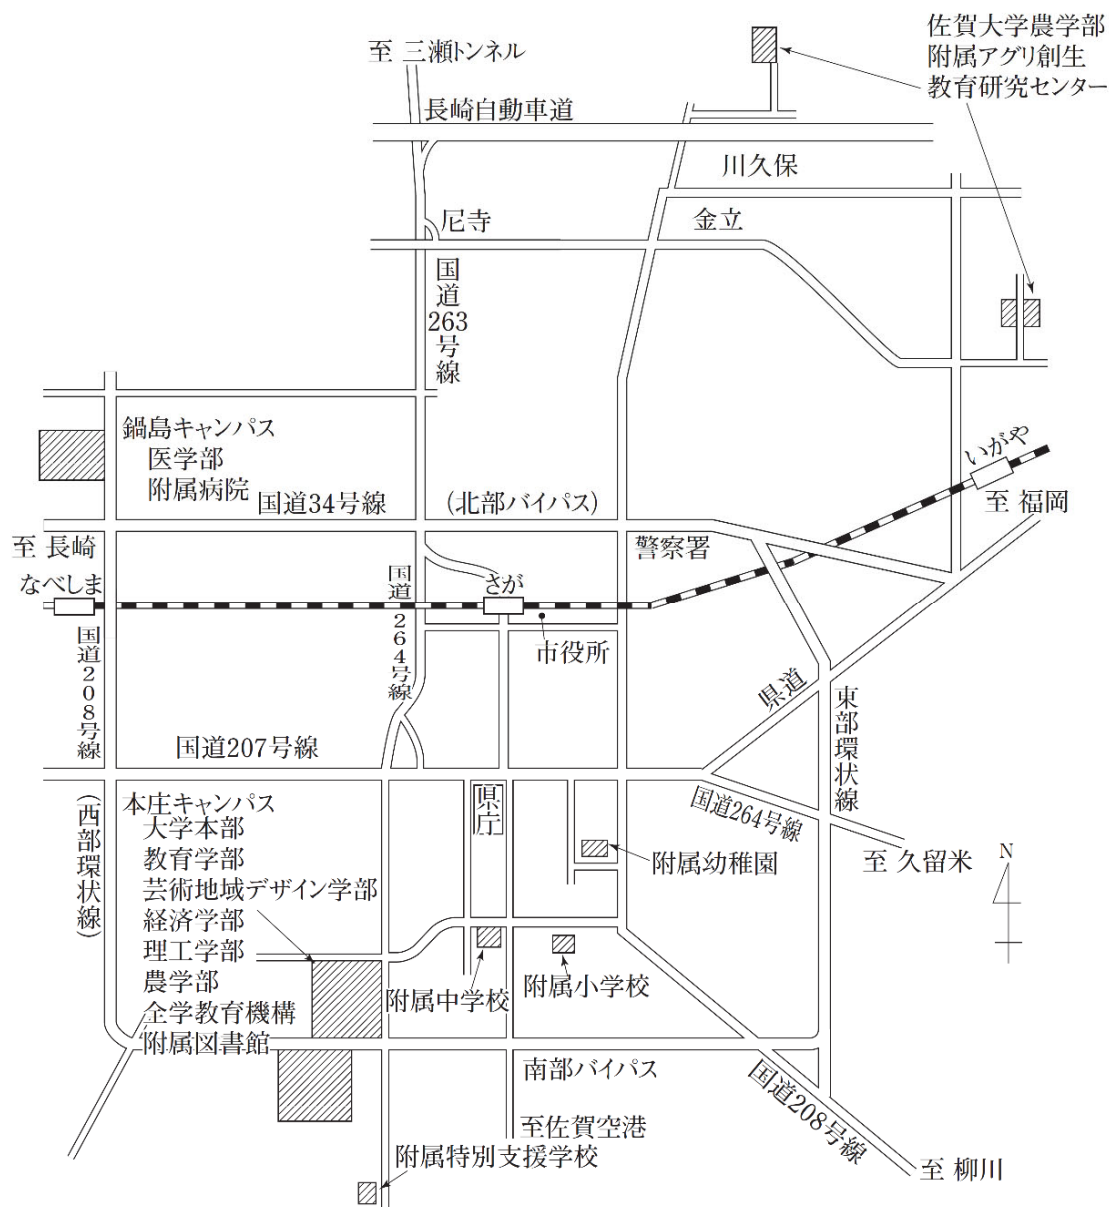 佐賀大学農学部
附属アグリ創生
教育研究センター
至 三瀬トンネル
長崎自動車道
川久保
尼寺
金立
国道263号線
鍋島キャンパス
医学部
附属病院
国道34号線
(北部バイパス)
いがや
至 福岡
至 長崎
なべしま
国道264号線
さが
警察署
市役所
国道208号線
県道
東部環状線
国道207号線
(西部環状線)
本庄キャンパス
大学本部
教育学部
芸術地域デザイン学部
経済学部
理工学部
農学部
全学教育機構
附属図書館
県庁
国道264号線
附属幼稚園
至 久留米
N
附属中学校
附属小学校
南部バイパス
国道208号線
至佐賀空港
附属特別支援学校
至 柳川